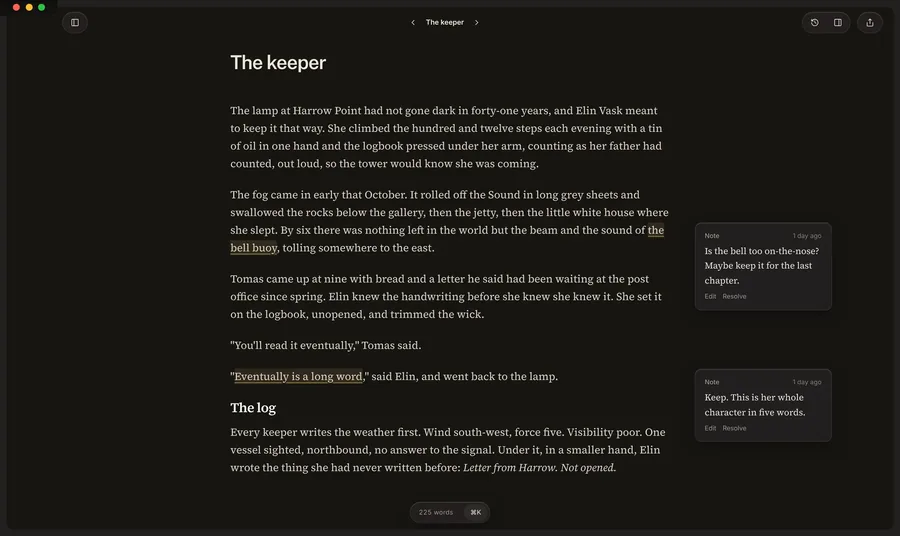 The keeper
The keeper
The lamp at Harrow Point had not gone dark in forty-one years, and Elin Vask meant
to keep it that way. She climbed the hundred and twelve steps each evening with a tin
of oil in one hand and the logbook pressed under her arm, counting as her father had
counted, out loud, so the tower would know she was coming.
The fog came in early that October. It rolled off the Sound in long grey sheets and
swallowed the rocks below the gallery, then the jetty, then the little white house where
she slept. By six there was nothing left in the world but the beam and the sound of the
bell buoy, tolling somewhere to the east.
Note 1 day ago
Is the bell too on-the-nose?
Maybe keep it for the last
chapter.
Edit Resolve
Tomas came up at nine with bread and a letter he said had been waiting at the post
office since spring. Elin knew the handwriting before she knew she knew it. She set it
on the logbook, unopened, and trimmed the wick.
"You'll read it eventually," Tomas said.
"Eventually is a long word," said Elin, and went back to the lamp.
Note 1 day ago
Keep. This is her whole
character in five words.
Edit Resolve
The log
Every keeper writes the weather first. Wind south-west, force five. Visibility poor. One
vessel sighted, northbound, no answer to the signal. Under it, in a smaller hand, Elin
wrote the thing she had never written before: Letter from Harrow. Not opened.
225 words ⌘K